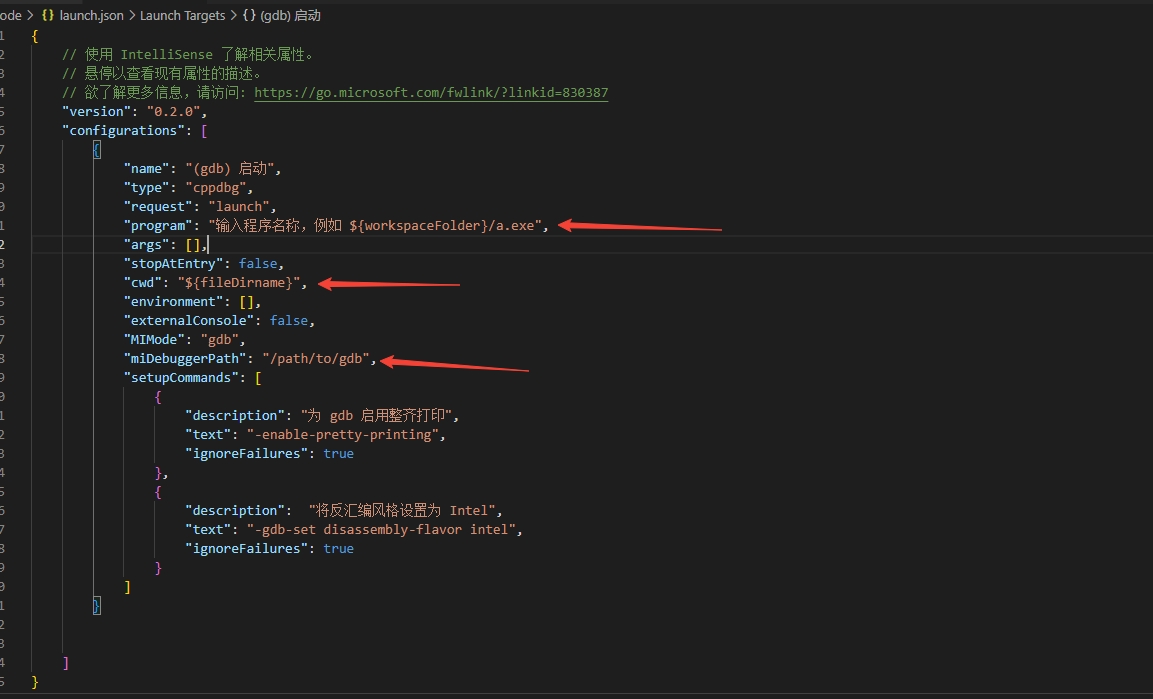 ode > {} launch.json > Launch Targets > {} (gdb) 启动
1 {
2 // 使用 IntelliSense 了解相关属性。
3 // 悬停以查看现有属性的描述。
4 // 欲了解更多信息，请访问: https://go.microsoft.com/fwlink/?linkid=830387
5 "version": "0.2.0",
6 "configurations": [
7 {
8 "name": "(gdb) 启动",
9 "type": "cppdbg",
0 "request": "launch",
1 "program": "输入程序名称，例如 ${workspaceFolder}/a.exe",
2 "args": [],
3 "stopAtEntry": false,
4 "cwd": "${fileDirname}",
5 "environment": [],
6 "externalConsole": false,
7 "MIMode": "gdb",
8 "miDebuggerPath": "/path/to/gdb",
9 "setupCommands": [
0 {
1 "description": "为 gdb 启用整齐打印",
2 "text": "-enable-pretty-printing",
3 "ignoreFailures": true
4 },
5 {
6 "description":  "将反汇编风格设置为 Intel",
7 "text": "-gdb-set disassembly-flavor intel",
8 "ignoreFailures": true
9 }
0 ]
1 }
2
3
4 ]
5 }